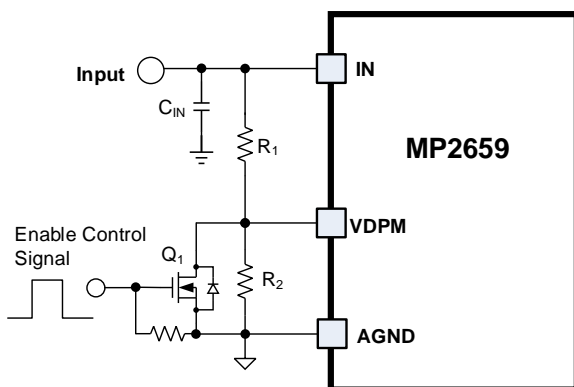 Input
IN
C_IN
R_1
MP2659
VDPM
Enable Control
Signal
Q_1
R_2
AGND